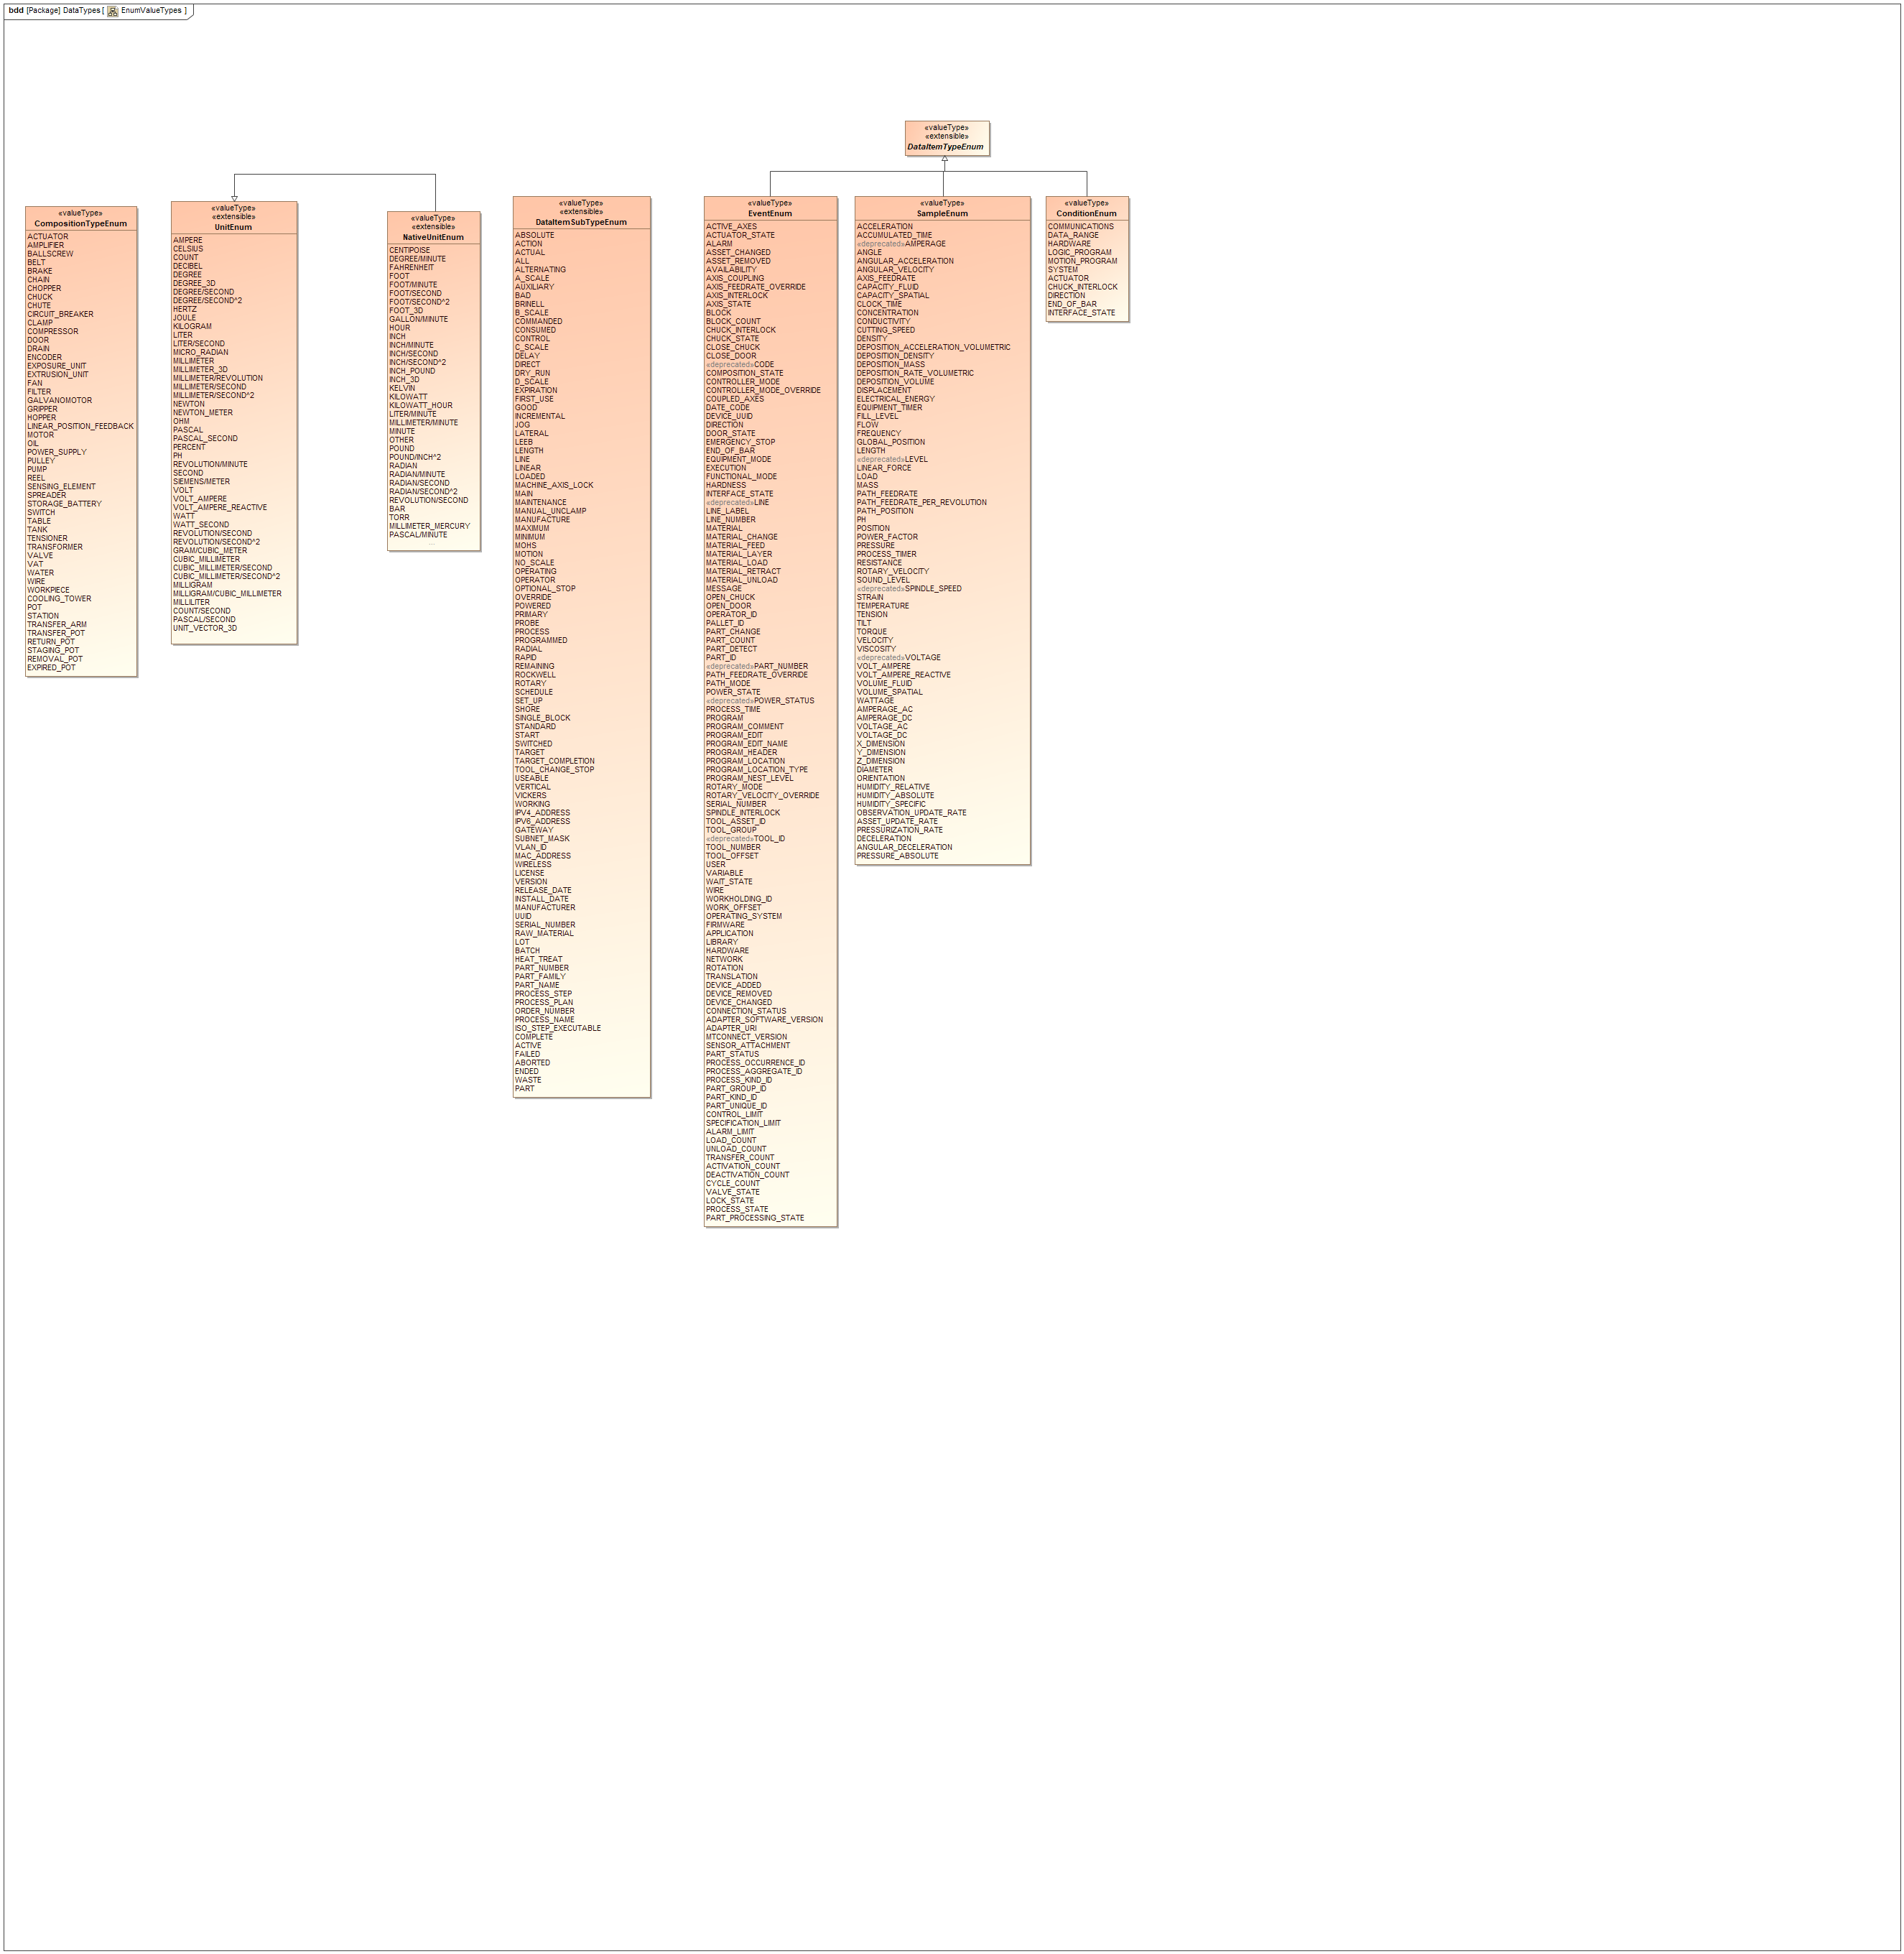 bdd [Package] DataTypes [ EnumValueTypes ]
«valueType»
«extensible»
DataItemTypeEnum
«valueType»
CompositionTypeEnum
ACTUATOR
AMPLIFIER
BALLSCREW
BELT
BRAKE
CHAIN
CHOPPER
CHUCK
CHUTE
CIRCUIT_BREAKER
CLAMP
COMPRESSOR
DOOR
DRAIN
ENCODER
EXPOSURE_UNIT
EXTRUSION_UNIT
FAN
FILTER
GALVANOMOTOR
GRIPPER
HOPPER
LINEAR_POSITION_FEEDBACK
MOTOR
OIL
POWER_SUPPLY
PULLEY
PUMP
REEL
SENSING_ELEMENT
SPREADER
STORAGE_BATTERY
SWITCH
TABLE
TANK
TENSIONER
TRANSFORMER
VALVE
VAT
WATER
WIRE
WORKPIECE
COOLING_TOWER
POT
STATION
TRANSFER_ARM
TRANSFER_POT
RETURN_POT
STAGING_POT
REMOVAL_POT
EXPIRED_POT
«valueType»
«extensible»
UnitEnum
AMPERE
CELSIUS
COUNT
DECIBEL
DEGREE
DEGREE_3D
DEGREE/SECOND
DEGREE/SECOND^2
HERTZ
JOULE
KILOGRAM
LITER
LITER/SECOND
MICRO_RADIAN
MILLIMETER
MILLIMETER_3D
MILLIMETER/REVOLUTION
MILLIMETER/SECOND
MILLIMETER/SECOND^2
NEWTON
NEWTON_METER
OHM
PASCAL
PASCAL_SECOND
PERCENT
PH
REVOLUTION/MINUTE
SECOND
SIEMENS/METER
VOLT
VOLT_AMPERE
VOLT_AMPERE_REACTIVE
WATT
WATT_SECOND
REVOLUTION/SECOND
REVOLUTION/SECOND^2
GRAM/CUBIC_METER
CUBIC_MILLIMETER
CUBIC_MILLIMETER/SECOND
CUBIC_MILLIMETER/SECOND^2
MILLIGRAM
MILLIGRAM/CUBIC_MILLIMETER
MILLILITER
COUNT/SECOND
PASCAL/SECOND
UNIT_VECTOR_3D
«valueType»
«extensible»
NativeUnitEnum
CENTIPOISE
DEGREE/MINUTE
FAHRENHEIT
FOOT
FOOT/MINUTE
FOOT/SECOND
FOOT/SECOND^2
FOOT_3D
GALLON/MINUTE
HOUR
INCH
INCH/MINUTE
INCH/SECOND
INCH/SECOND^2
INCH_POUND
INCH_3D
KELVIN
KILOWATT
KILOWATT_HOUR
LITER/MINUTE
MILLIMETER/MINUTE
MINUTE
OTHER
POUND
POUND/INCH^2
RADIAN
RADIAN/MINUTE
RADIAN/SECOND
RADIAN/SECOND^2
REVOLUTION/SECOND
BAR
TORR
MILLIMETER_MERCURY
PASCAL/MINUTE
«valueType»
«extensible»
DataItemSubTypeEnum
ABSOLUTE
ACTION
ACTUAL
ALL
ALTERNATING
A_SCALE
AUXILIARY
BAD
BRINELL
B_SCALE
COMMANDED
CONSUMED
CONTROL
C_SCALE
DELAY
DIRECT
DRY_RUN
D_SCALE
EXPIRATION
FIRST_USE
GOOD
INCREMENTAL
JOG
LATERAL
LEEB
LENGTH
LINE
LINEAR
LOADED
MACHINE_AXIS_LOCK
MAIN
MAINTENANCE
MANUAL_UNCLAMP
MANUFACTURE
MAXIMUM
MINIMUM
MOHS
MOTION
NO_SCALE
OPERATING
OPERATOR
OPTIONAL_STOP
OVERRIDE
POWERED
PRIMARY
PROBE
PROCESS
PROGRAMMED
RADIAL
RAPID
REMAINING
ROCKWELL
ROTARY
SCHEDULE
SET_UP
SHORE
SINGLE_BLOCK
STANDARD
START
SWITCHED
TARGET
TARGET_COMPLETION
TOOL_CHANGE_STOP
USEABLE
VERTICAL
VICKERS
WORKING
IPV4_ADDRESS
IPV6_ADDRESS
GATEWAY
SUBNET_MASK
VLAN_ID
MAC_ADDRESS
WIRELESS
LICENSE
VERSION
RELEASE_DATE
INSTALL_DATE
MANUFACTURER
UUID
SERIAL_NUMBER
RAW_MATERIAL
LOT
BATCH
HEAT_TREAT
PART_NUMBER
PART_FAMILY
PART_NAME
PROCESS_STEP
PROCESS_PLAN
ORDER_NUMBER
PROCESS_NAME
ISO_STEP_EXECUTABLE
COMPLETE
ACTIVE
FAILED
ABORTED
ENDED
WASTE
PART
«valueType»
EventEnum
ACTIVE_AXES
ACTUATOR_STATE
ALARM
ASSET_CHANGED
ASSET_REMOVED
AVAILABILITY
AXIS_COUPLING
AXIS_FEEDRATE_OVERRIDE
AXIS_INTERLOCK
AXIS_STATE
BLOCK
BLOCK_COUNT
CHUCK_INTERLOCK
CHUCK_STATE
CLOSE_CHUCK
CLOSE_DOOR
«deprecated»CODE
COMPOSITION_STATE
CONTROLLER_MODE
CONTROLLER_MODE_OVERRIDE
COUPLED_AXES
DATE_CODE
DEVICE_UUID
DIRECTION
DOOR_STATE
EMERGENCY_STOP
END_OF_BAR
EQUIPMENT_MODE
EXECUTION
FUNCTIONAL_MODE
HARDNESS
INTERFACE_STATE
«deprecated»LINE
LINE_LABEL
LINE_NUMBER
MATERIAL
MATERIAL_CHANGE
MATERIAL_FEED
MATERIAL_LAYER
MATERIAL_LOAD
MATERIAL_RETRACT
MATERIAL_UNLOAD
MESSAGE
OPEN_CHUCK
OPEN_DOOR
OPERATOR_ID
PALLET_ID
PART_CHANGE
PART_COUNT
PART_DETECT
PART_ID
«deprecated»PART_NUMBER
PATH_FEEDRATE_OVERRIDE
PATH_MODE
POWER_STATE
«deprecated»POWER_STATUS
PROCESS_TIME
PROGRAM
PROGRAM_COMMENT
PROGRAM_EDIT
PROGRAM_EDIT_NAME
PROGRAM_HEADER
PROGRAM_LOCATION
PROGRAM_LOCATION_TYPE
PROGRAM_NEST_LEVEL
ROTARY_MODE
ROTARY_VELOCITY_OVERRIDE
SERIAL_NUMBER
SPINDLE_INTERLOCK
TOOL_ASSET_ID
TOOL_GROUP
«deprecated»TOOL_ID
TOOL_NUMBER
TOOL_OFFSET
USER
VARIABLE
WAIT_STATE
WIRE
WORKHOLDING_ID
WORK_OFFSET
OPERATING_SYSTEM
FIRMWARE
APPLICATION
LIBRARY
HARDWARE
NETWORK
ROTATION
TRANSLATION
DEVICE_ADDED
DEVICE_REMOVED
DEVICE_CHANGED
CONNECTION_STATUS
ADAPTER_SOFTWARE_VERSION
ADAPTER_URI
MTCONNECT_VERSION
SENSOR_ATTACHMENT
PART_STATUS
PROCESS_OCCURRENCE_ID
PROCESS_AGGREGATE_ID
PROCESS_KIND_ID
PART_GROUP_ID
PART_KIND_ID
PART_UNIQUE_ID
CONTROL_LIMIT
SPECIFICATION_LIMIT
ALARM_LIMIT
LOAD_COUNT
UNLOAD_COUNT
TRANSFER_COUNT
ACTIVATION_COUNT
DEACTIVATION_COUNT
CYCLE_COUNT
VALVE_STATE
LOCK_STATE
PROCESS_STATE
PART_PROCESSING_STATE
«valueType»
SampleEnum
ACCELERATION
ACCUMULATED_TIME
«deprecated»AMPERAGE
ANGLE
ANGULAR_ACCELERATION
ANGULAR_VELOCITY
AXIS_FEEDRATE
CAPACITY_FLUID
CAPACITY_SPATIAL
CLOCK_TIME
CONCENTRATION
CONDUCTIVITY
CUTTING_SPEED
DENSITY
DEPOSITION_ACCELERATION_VOLUMETRIC
DEPOSITION_DENSITY
DEPOSITION_MASS
DEPOSITION_RATE_VOLUMETRIC
DEPOSITION_VOLUME
DISPLACEMENT
ELECTRICAL_ENERGY
EQUIPMENT_TIMER
FILL_LEVEL
FLOW
FREQUENCY
GLOBAL_POSITION
LENGTH
«deprecated»LEVEL
LINEAR_FORCE
LOAD
MASS
PATH_FEEDRATE
PATH_FEEDRATE_PER_REVOLUTION
PATH_POSITION
PH
POSITION
POWER_FACTOR
PRESSURE
PROCESS_TIMER
RESISTANCE
ROTARY_VELOCITY
SOUND_LEVEL
«deprecated»SPINDLE_SPEED
STRAIN
TEMPERATURE
TENSION
TILT
TORQUE
VELOCITY
VISCOSITY
«deprecated»VOLTAGE
VOLT_AMPERE
VOLT_AMPERE_REACTIVE
VOLUME_FLUID
VOLUME_SPATIAL
WATTAGE
AMPERAGE_AC
AMPERAGE_DC
VOLTAGE_AC
VOLTAGE_DC
X_DIMENSION
Y_DIMENSION
Z_DIMENSION
DIAMETER
ORIENTATION
HUMIDITY_RELATIVE
HUMIDITY_ABSOLUTE
HUMIDITY_SPECIFIC
OBSERVATION_UPDATE_RATE
ASSET_UPDATE_RATE
PRESSURIZATION_RATE
DECELERATION
ANGULAR_DECELERATION
PRESSURE_ABSOLUTE
«valueType»
ConditionEnum
COMMUNICATIONS
DATA_RANGE
HARDWARE
LOGIC_PROGRAM
MOTION_PROGRAM
SYSTEM
ACTUATOR
CHUCK_INTERLOCK
DIRECTION
END_OF_BAR
INTERFACE_STATE